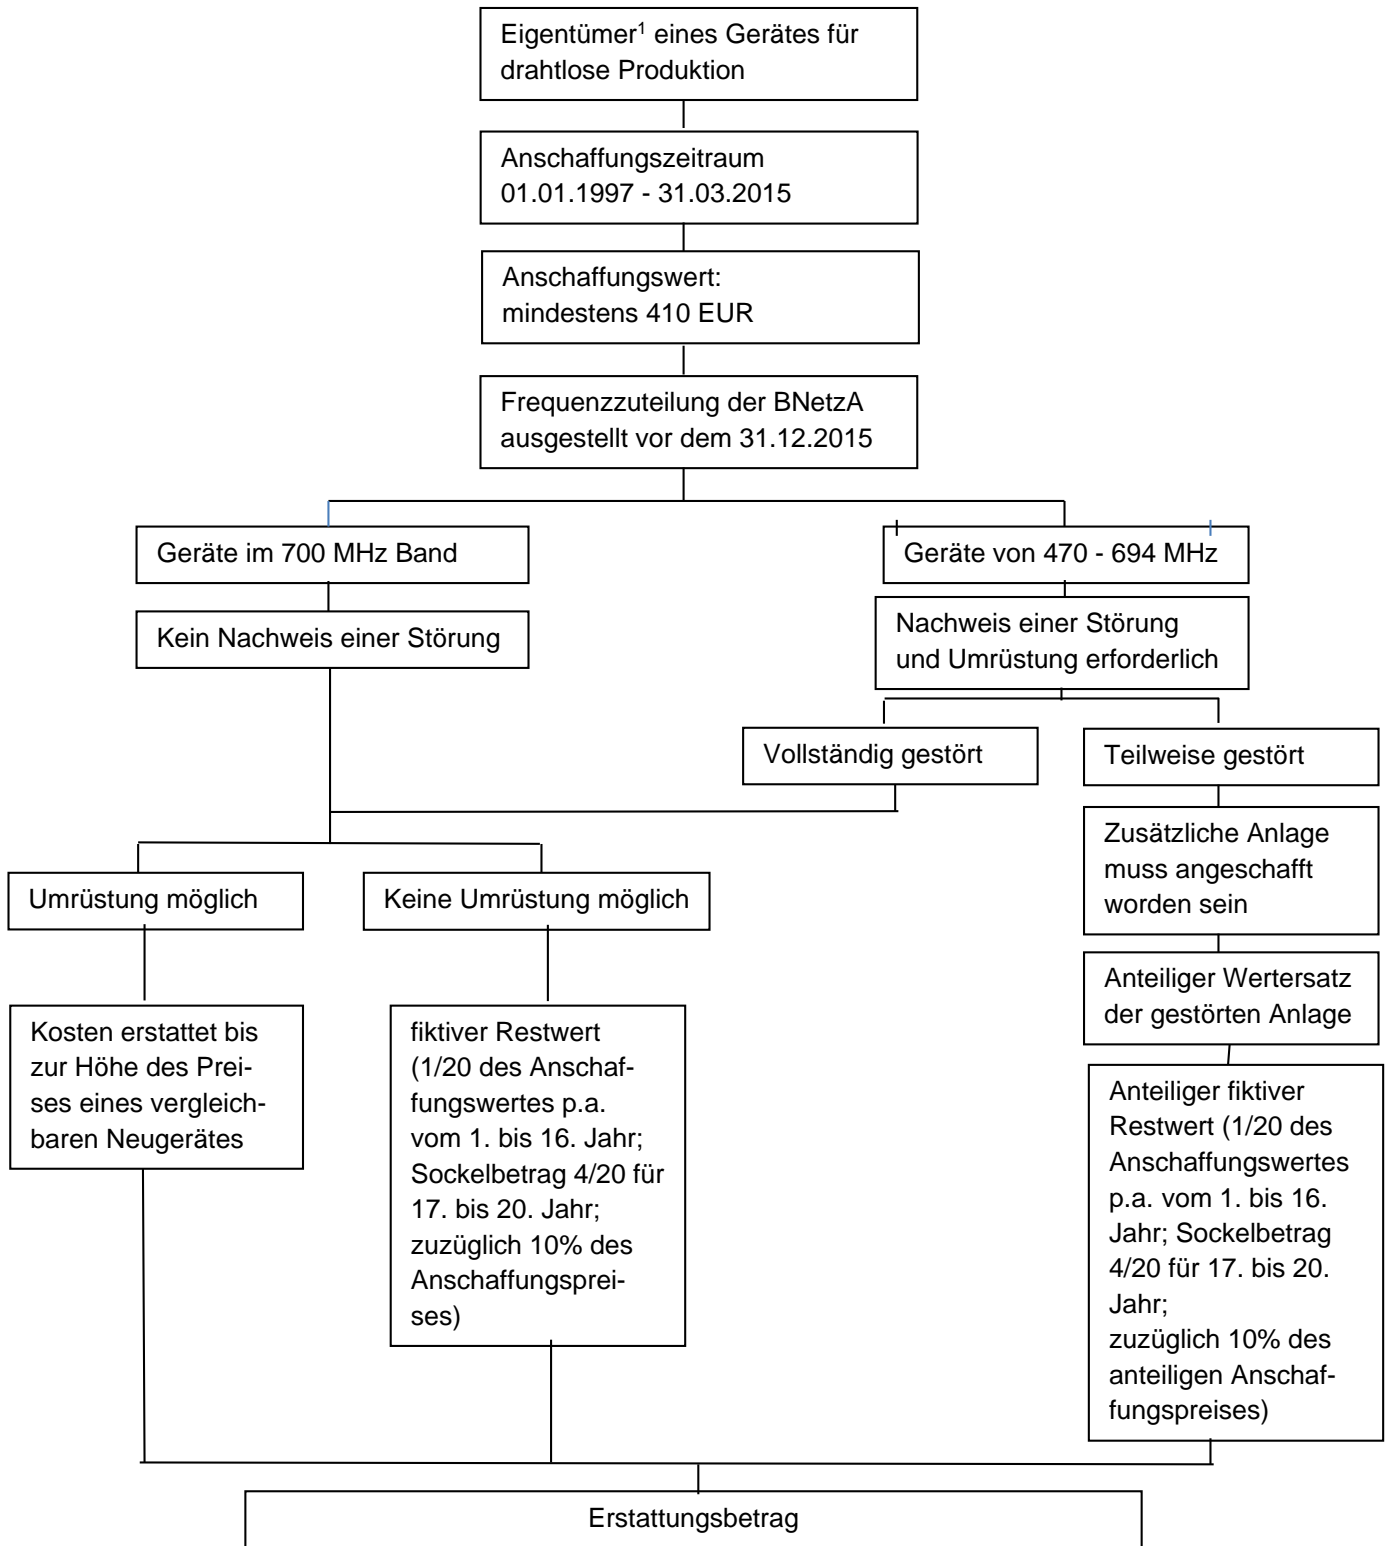 Eigentümer¹ eines Gerätes für
drahtlose Produktion
Anschaffungszeitraum
01.01.1997 - 31.03.2015
Anschaffungswert:
mindestens 410 EUR
Frequenzzuteilung der BNetzA
ausgestellt vor dem 31.12.2015
Geräte im 700 MHz Band
Geräte von 470 - 694 MHz
Kein Nachweis einer Störung
Nachweis einer Störung
und Umrüstung erforderlich
Vollständig gestört
Teilweise gestört
Zusätzliche Anlage
muss angeschafft
worden sein
Umrüstung möglich
Keine Umrüstung möglich
Anteiliger Wertersatz
der gestörten Anlage
Kosten erstattet bis
zur Höhe des Prei-
ses eines vergleich-
baren Neugerätes
fiktiver Restwert
(1/20 des Anschaf-
fungswertes p.a.
vom 1. bis 16. Jahr;
Sockelbetrag 4/20 für
17. bis 20. Jahr;
zuzüglich 10% des
Anschaffungsprei-
ses)
Anteiliger fiktiver
Restwert (1/20 des
Anschaffungswertes
p.a. vom 1. bis 16.
Jahr; Sockelbetrag
4/20 für 17. bis 20.
Jahr;
zuzüglich 10% des
anteiligen Anschaf-
fungspreises)
Erstattungsbetrag